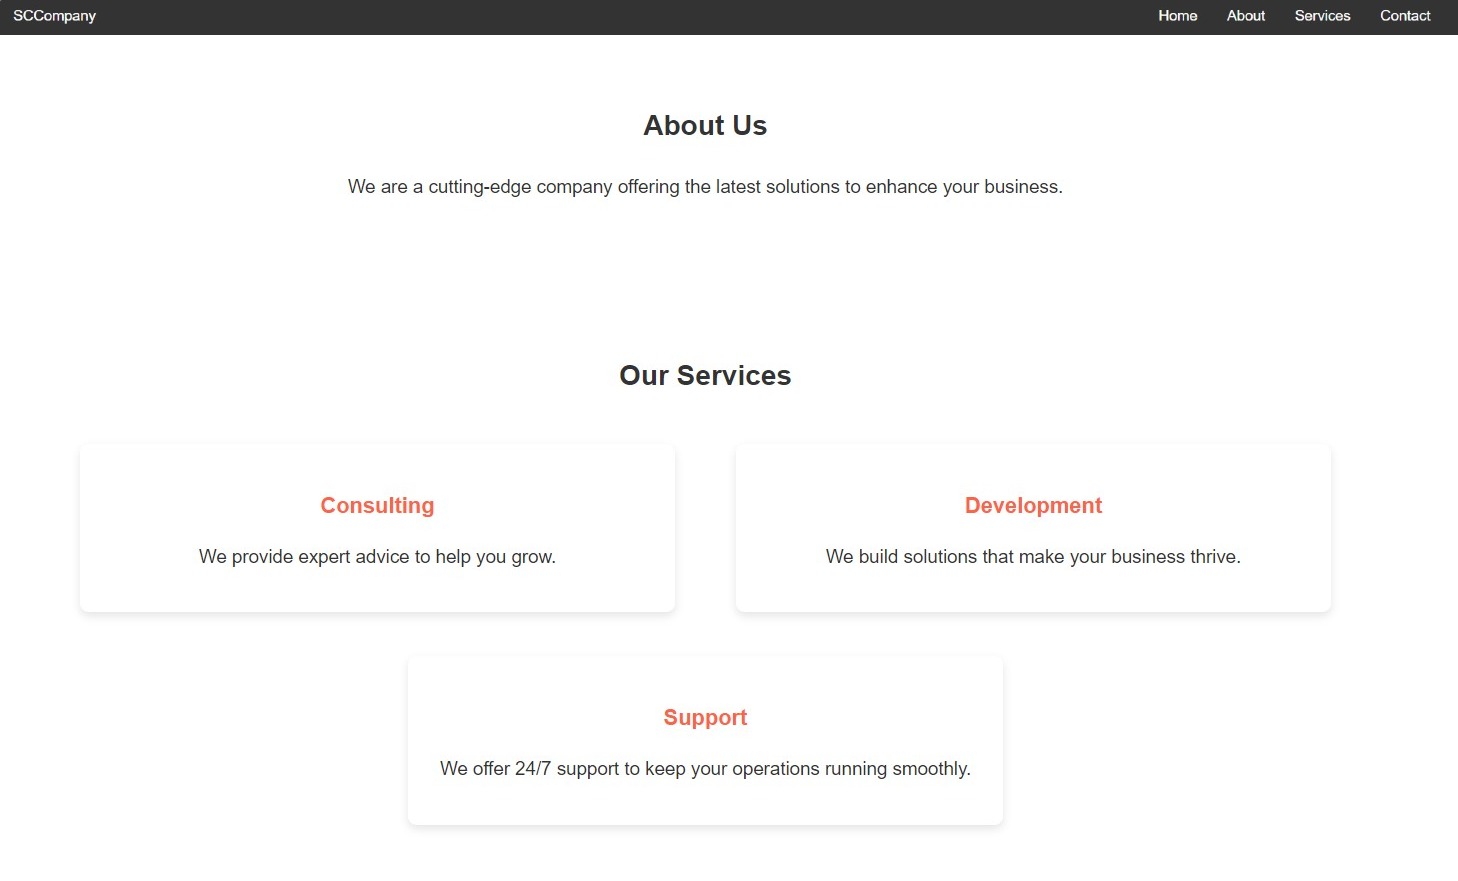 SCCompany
Home About Services Contact
About Us
We are a cutting-edge company offering the latest solutions to enhance your business.
Our Services
Consulting
We provide expert advice to help you grow.
Development
We build solutions that make your business thrive.
Support
We offer 24/7 support to keep your operations running smoothly.